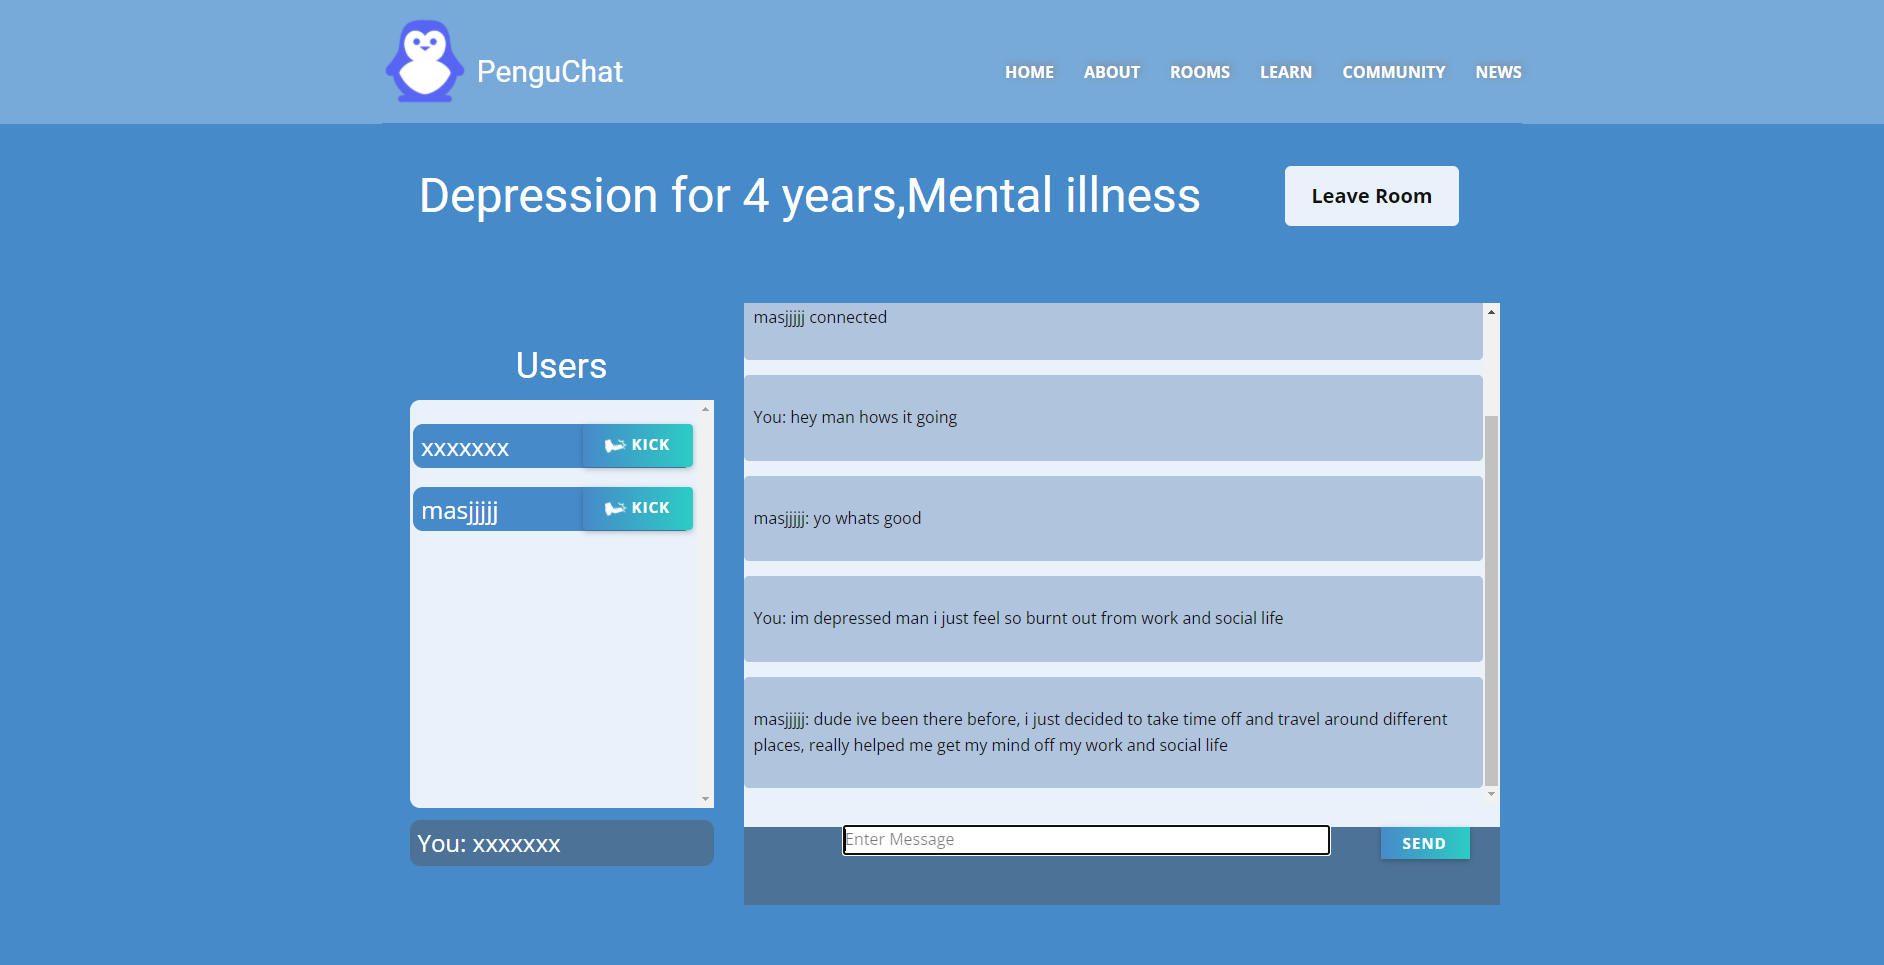 PenguChat
HOME ABOUT ROOMS LEARN COMMUNITY NEWS
Depression for 4 years,Mental illness
Leave Room
Users
xxxxxxx KICK
masjjjjj KICK
You: xxxxxxx
masjjjjj connected
You: hey man hows it going
masjjjjj: yo whats good
You: im depressed man i just feel so burnt out from work and social life
masjjjjj: dude ive been there before, i just decided to take time off and travel around different
places, really helped me get my mind off my work and social life
Enter Message
SEND